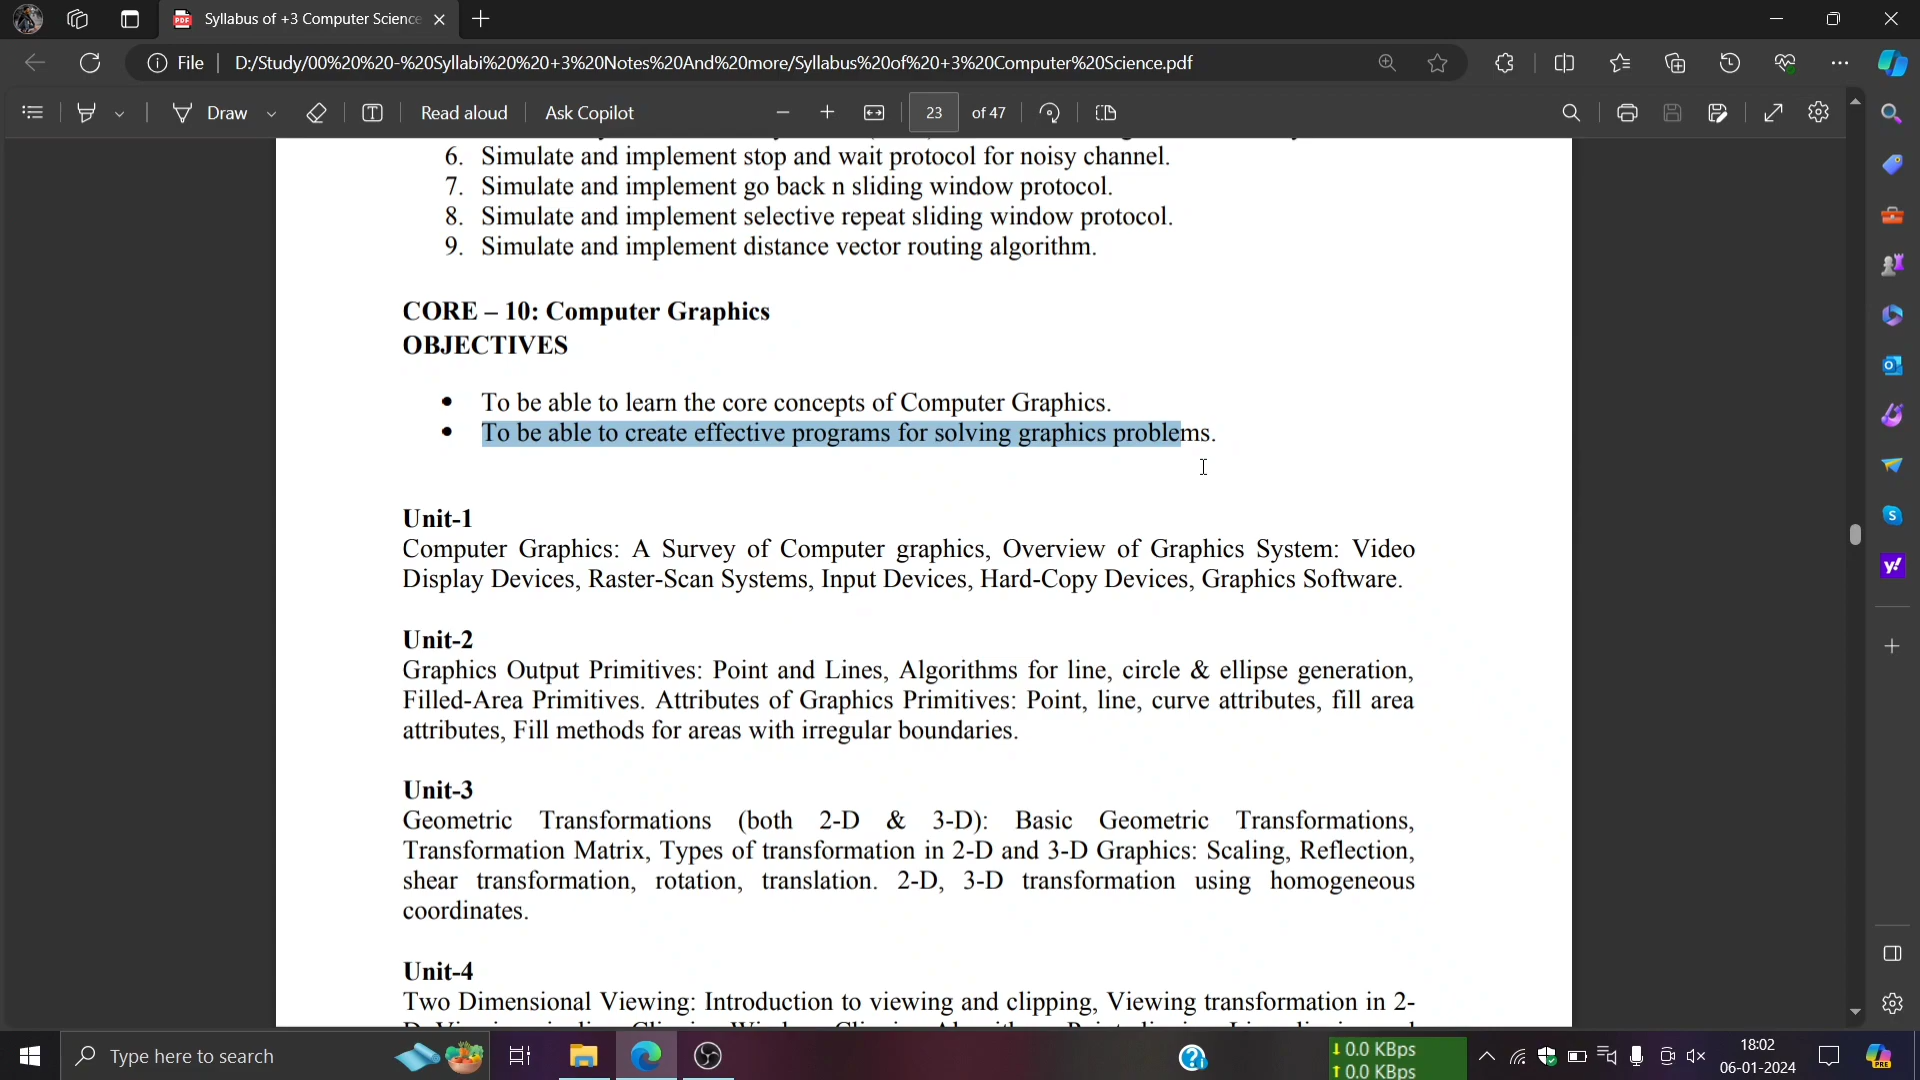 Syllabus of +3 Computer Science
File
D:/Study/00%20%20-%20Syllabi%20%20+3%20Notes%20And%20more/Syllabus%20of%20+3%20Computer%20Science.pdf
Draw
Read aloud
Ask Copilot
23 of 47
6. Simulate and implement stop and wait protocol for noisy channel.
7. Simulate and implement go back n sliding window protocol.
8. Simulate and implement selective repeat sliding window protocol.
9. Simulate and implement distance vector routing algorithm.
CORE – 10: Computer Graphics
OBJECTIVES
• To be able to learn the core concepts of Computer Graphics.
• To be able to create effective programs for solving graphics problems.
Unit-1
Computer Graphics: A Survey of Computer graphics, Overview of Graphics System: Video
Display Devices, Raster-Scan Systems, Input Devices, Hard-Copy Devices, Graphics Software.
Unit-2
Graphics Output Primitives: Point and Lines, Algorithms for line, circle & ellipse generation,
Filled-Area Primitives. Attributes of Graphics Primitives: Point, line, curve attributes, fill area
attributes, Fill methods for areas with irregular boundaries.
Unit-3
Geometric Transformations (both 2-D & 3-D): Basic Geometric Transformations,
Transformation Matrix, Types of transformation in 2-D and 3-D Graphics: Scaling, Reflection,
shear transformation, rotation, translation. 2-D, 3-D transformation using homogeneous
coordinates.
Unit-4
Two Dimensional Viewing: Introduction to viewing and clipping, Viewing transformation in 2-
Type here to search
0.0 KBps
0.0 KBps
18:02
06-01-2024
PRE